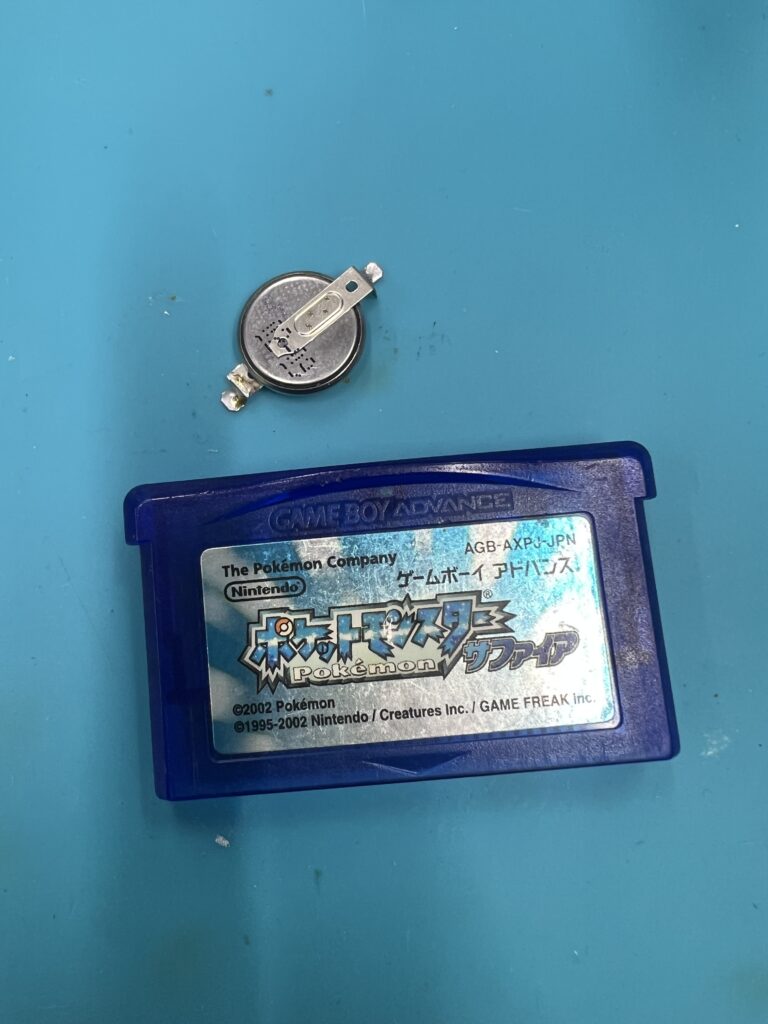 GAME BOY ADVANCE
AGB-AXPJ-JPN
The Pokémon Company
ゲームボーイ アドバンス
Nintendo®
ポケットモンスター®
Pokémon サファイア
©2002 Pokémon
©1995-2002 Nintendo / Creatures Inc. / GAME FREAK inc.